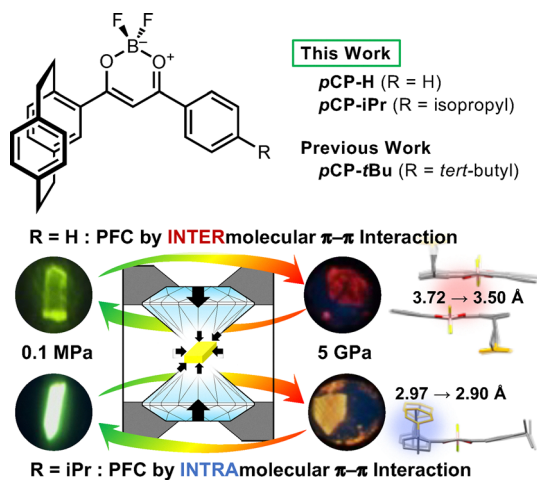 F F
B⁻
O O⁺
R
This Work
pCP-H (R = H)
pCP-iPr (R = isopropyl)
Previous Work
pCP-tBu (R = tert-butyl)
R = H : PFC by INTERmolecular π–π Interaction
3.72 → 3.50 Å
0.1 MPa
5 GPa
2.97 → 2.90 Å
R = iPr : PFC by INTRAmolecular π–π Interaction